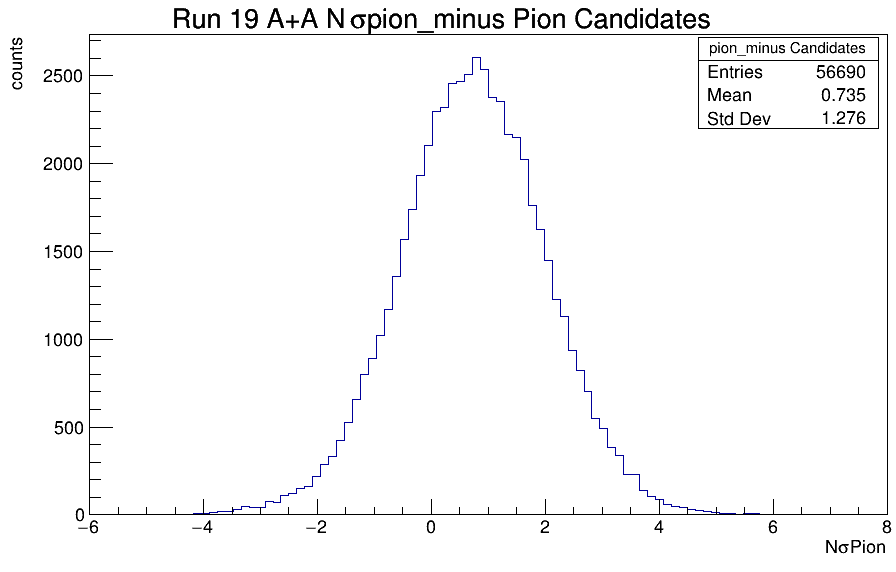 Run 19 A+A Nσpion_minus Pion Candidates
counts
pion_minus Candidates
Entries 56690
Mean 0.735
Std Dev 1.276
2500
2000
1500
1000
500
0
−6 −4 −2 0 2 4 6 8
NσPion